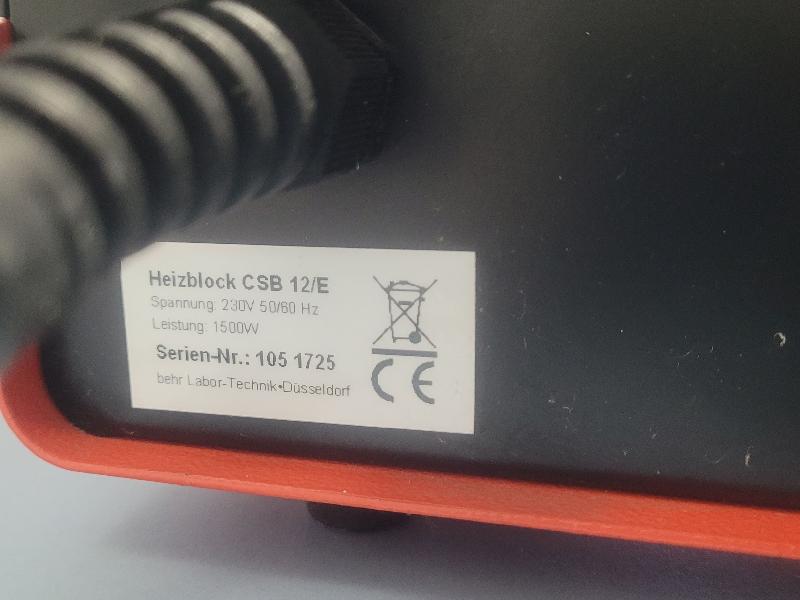 Heizblock CSB 12/E
Spannung: 230V 50/60 Hz
Leistung: 1500W
Serien-Nr.: 105 1725
behr Labor-Technik•Düsseldorf
CE